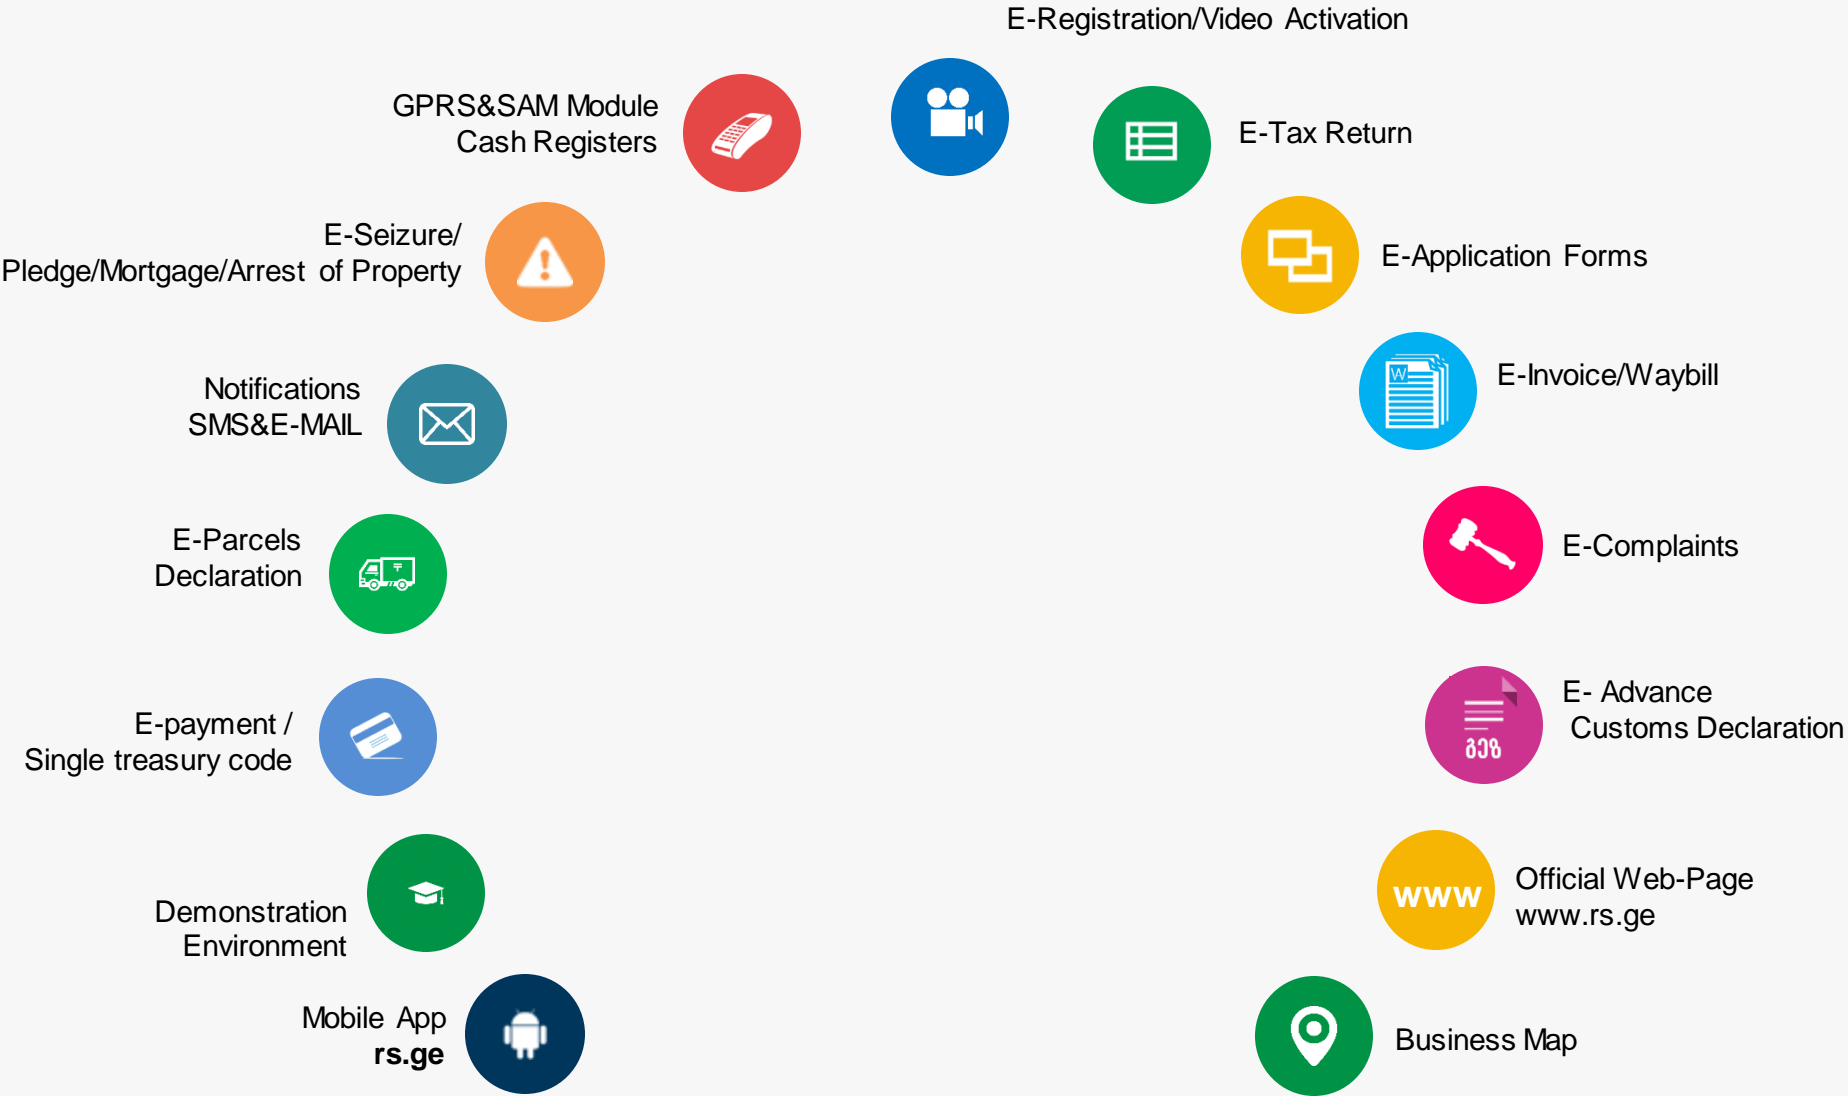 E-Registration/Video Activation
GPRS&SAM Module
Cash Registers
E-Tax Return
E-Seizure/
Pledge/Mortgage/Arrest of Property
E-Application Forms
Notifications
SMS&E-MAIL
W
E-Invoice/Waybill
E-Parcels
Declaration
E-Complaints
E-payment /
Single treasury code
გეზ
E- Advance
Customs Declaration
Demonstration
Environment
www
Official Web-Page
www.rs.ge
Mobile App
rs.ge
Business Map